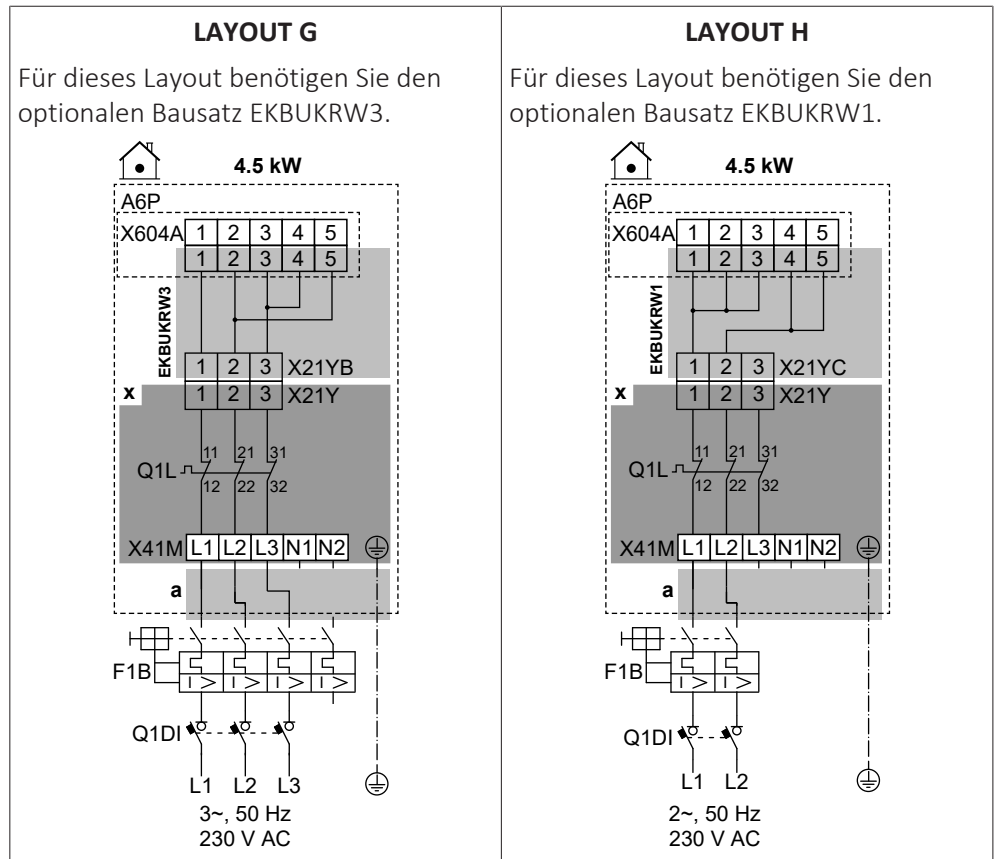 LAYOUT G
Für dieses Layout benötigen Sie den
optionalen Bausatz EKBUKRW3.
4.5 kW
A6P
X604A 1 2 3 4 5
1 2 3 4 5
EKBUKRW3
1 2 3 X21YB
x 1 2 3 X21Y
11 21 31
Q1L
12 22 32
X41M L1 L2 L3 N1 N2
a
F1B
I > I > I > I >
Q1DI
L1 L2 L3
3~, 50 Hz
230 V AC
LAYOUT H
Für dieses Layout benötigen Sie den
optionalen Bausatz EKBUKRW1.
4.5 kW
A6P
X604A 1 2 3 4 5
1 2 3 4 5
EKBUKRW1
1 2 3 X21YC
x 1 2 3 X21Y
11 21 31
Q1L
12 22 32
X41M L1 L2 L3 N1 N2
a
F1B
I > I >
Q1DI
L1 L2
2~, 50 Hz
230 V AC